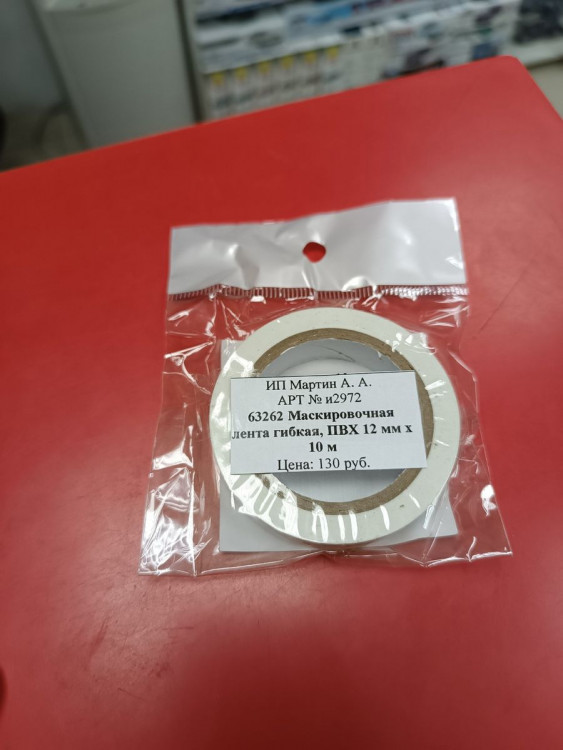 ИП Мартин А. А.
АРТ № и2972
63262 Маскировочная
лента гибкая, ПВХ 12 мм х
10 м
Цена: 130 руб.